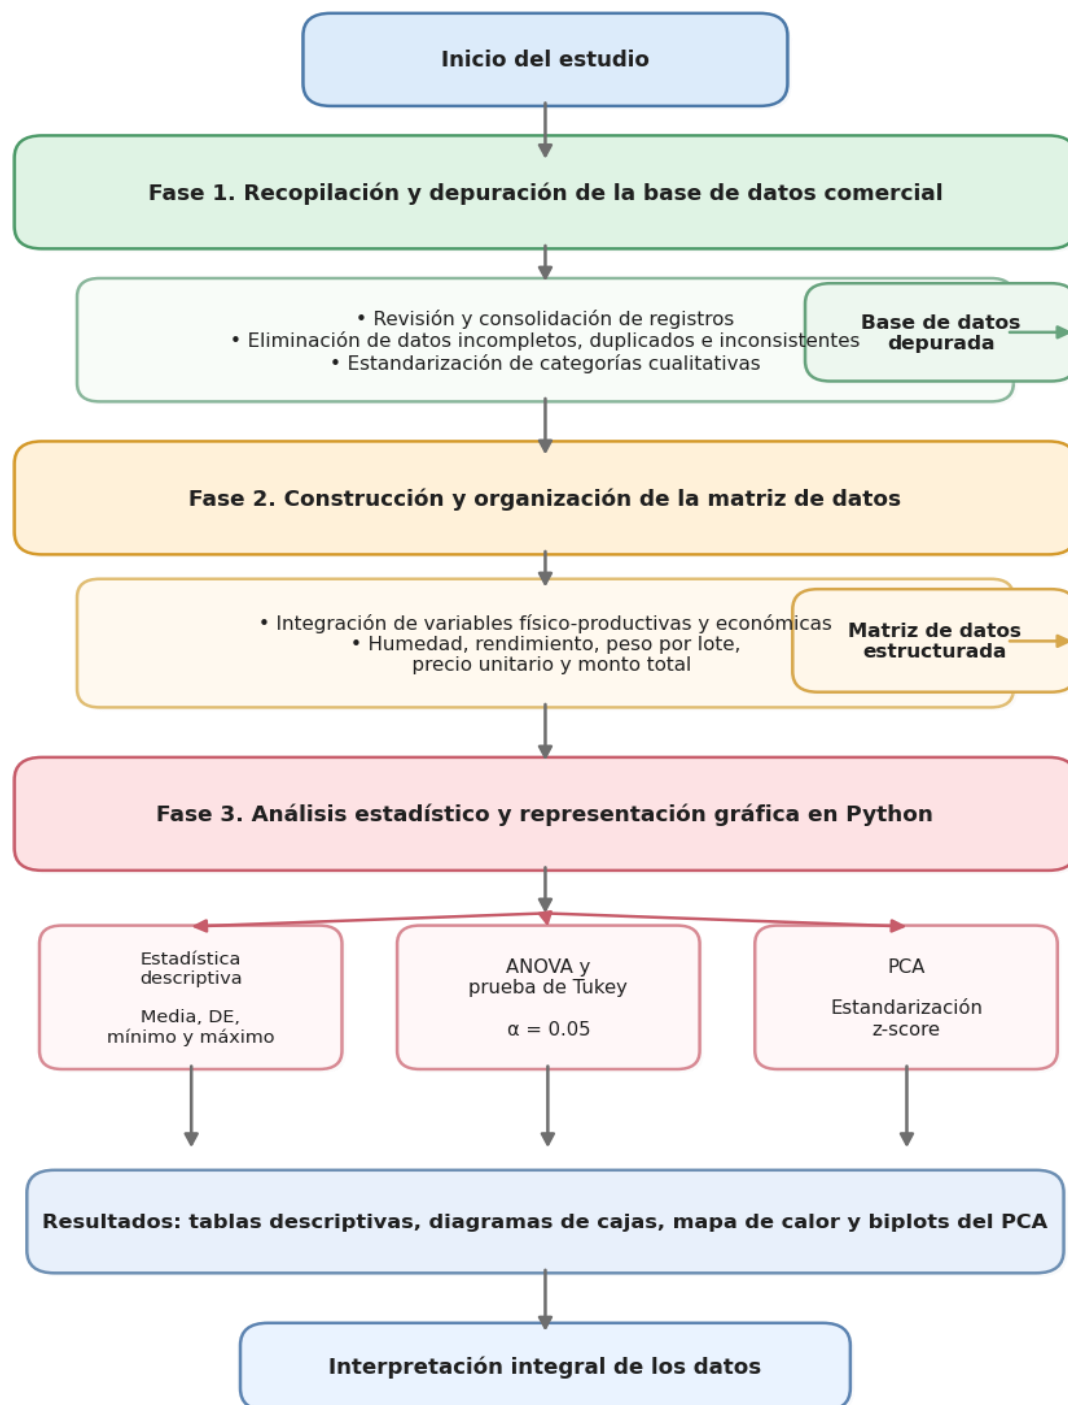 Inicio del estudio
Fase 1. Recopilación y depuración de la base de datos comercial
• Revisión y consolidación de registros
• Eliminación de datos incompletos, duplicados e inconsistentes
• Estandarización de categorías cualitativas
Base de datos
depurada
Fase 2. Construcción y organización de la matriz de datos
• Integración de variables físico-productivas y económicas
• Humedad, rendimiento, peso por lote,
precio unitario y monto total
Matriz de datos
estructurada
Fase 3. Análisis estadístico y representación gráfica en Python
Estadística
descriptiva
Media, DE,
mínimo y máximo
ANOVA y
prueba de Tukey
α = 0.05
PCA
Estandarización
z-score
Resultados: tablas descriptivas, diagramas de cajas, mapa de calor y biplots del PCA
Interpretación integral de los datos